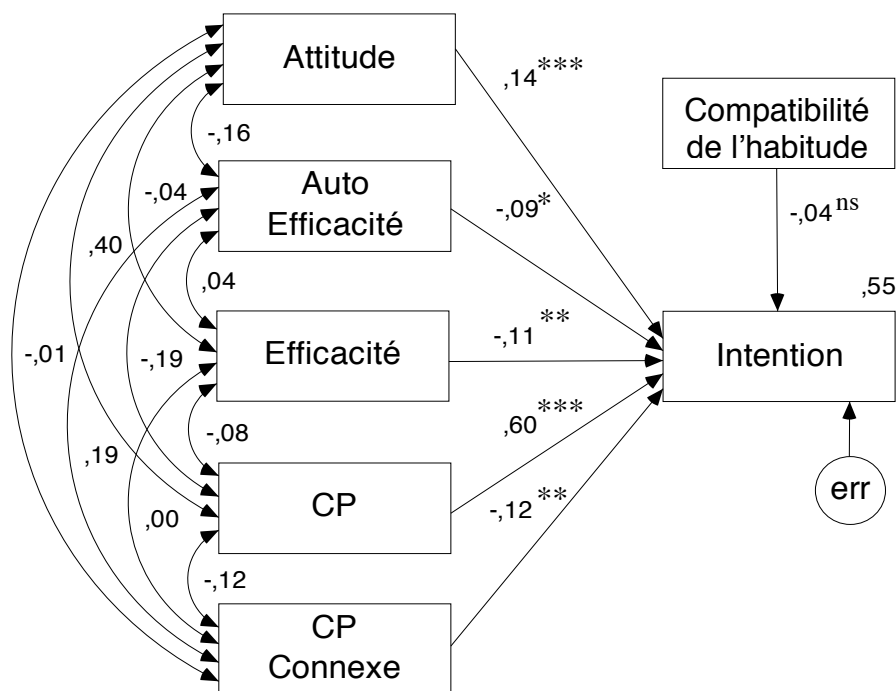 Attitude
,14***
Compatibilité
de l'habitude
-,16
Auto
Efficacité
-,04
-,09*
-,04ns
,40
,04
,55
Efficacité
-,11**
Intention
-,01
-,19
-,08
,60***
,19
CP
-,12**
err
,00
-,12
CP
Connexe